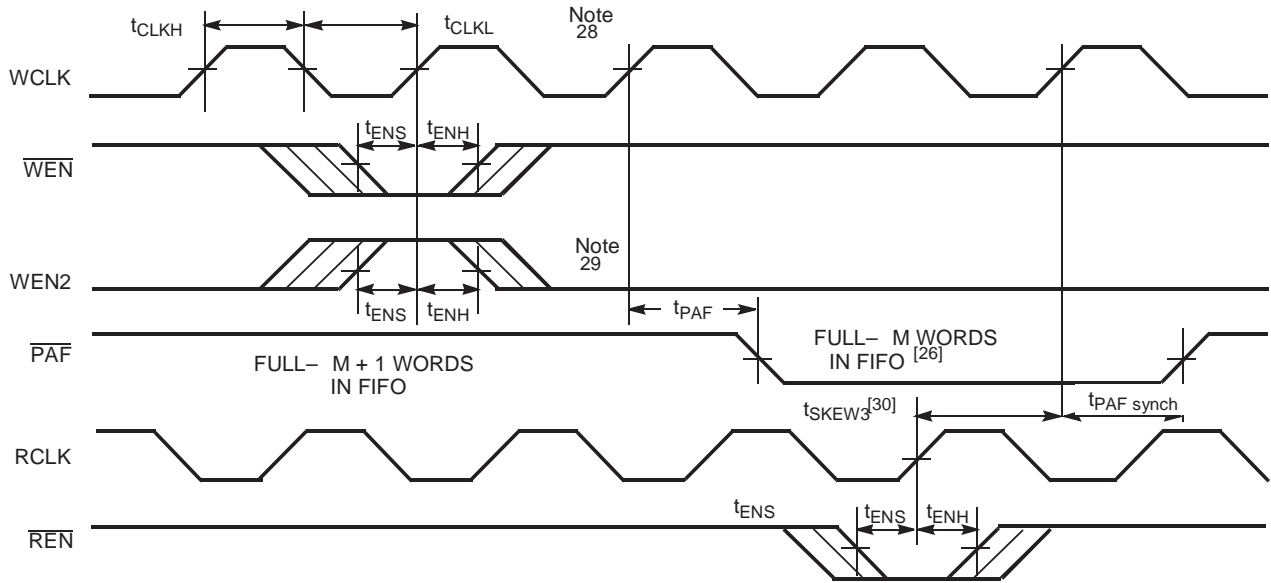 tCLKH
tCLKL
Note
28
WCLK
tENS
tENH
WEN
WEN2
Note
29
tENS
tENH
tPAF
PAF
FULL– M + 1 WORDS
IN FIFO
FULL– M WORDS
IN FIFO [26]
tSKEW3[30]
tPAF synch
RCLK
tENS
tENS
tENH
REN